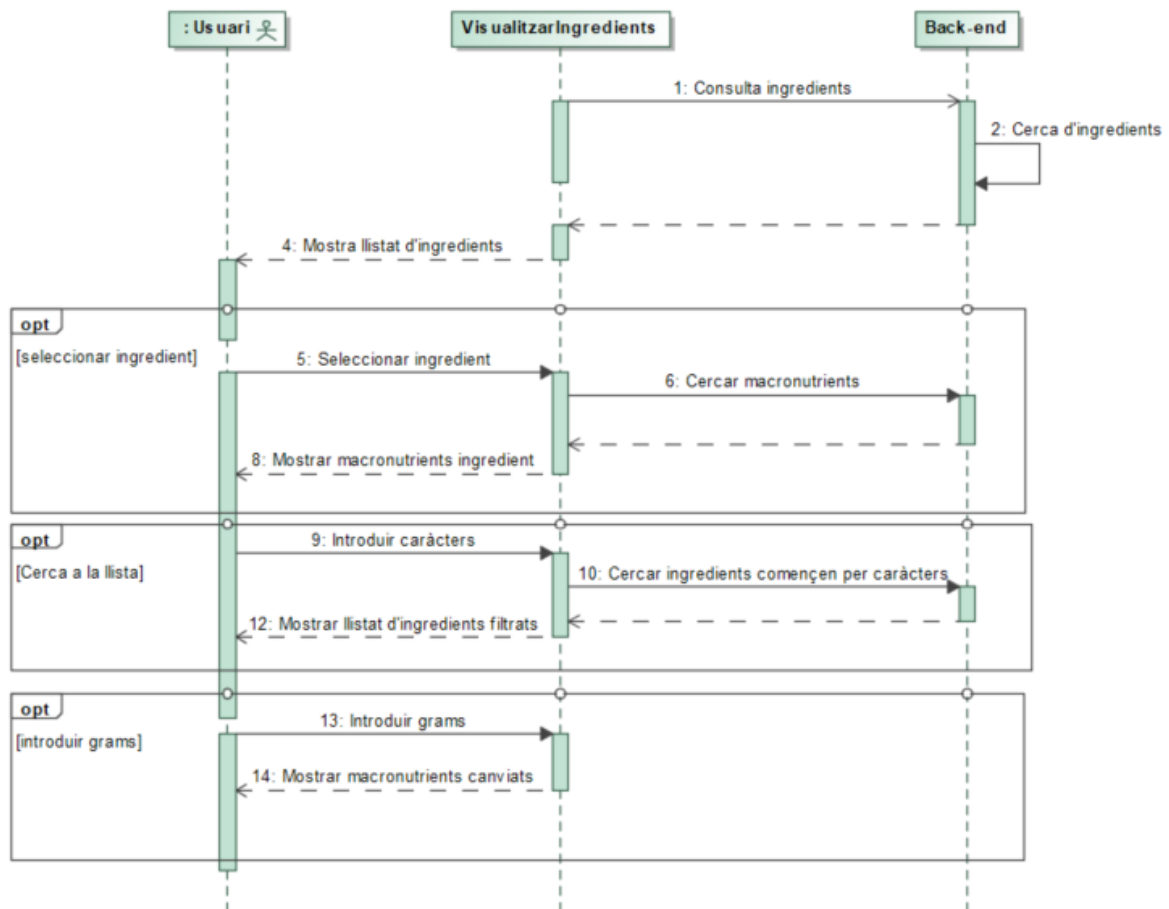 : Usuari
VisualitzarIngredients
Back-end
1: Consulta ingredients
2: Cerca d'ingredients
4: Mostra llistat d'ingredients
opt
[seleccionar ingredient]
5: Seleccionar ingredient
6: Cercar macronutrients
8: Mostrar macronutrients ingredient
opt
[Cerca a la llista]
9: Introduir caràcters
10: Cercar ingredients començen per caràcters
12: Mostrar llistat d'ingredients filtrats
opt
[introduir grams]
13: Introduir grams
14: Mostrar macronutrients canviats